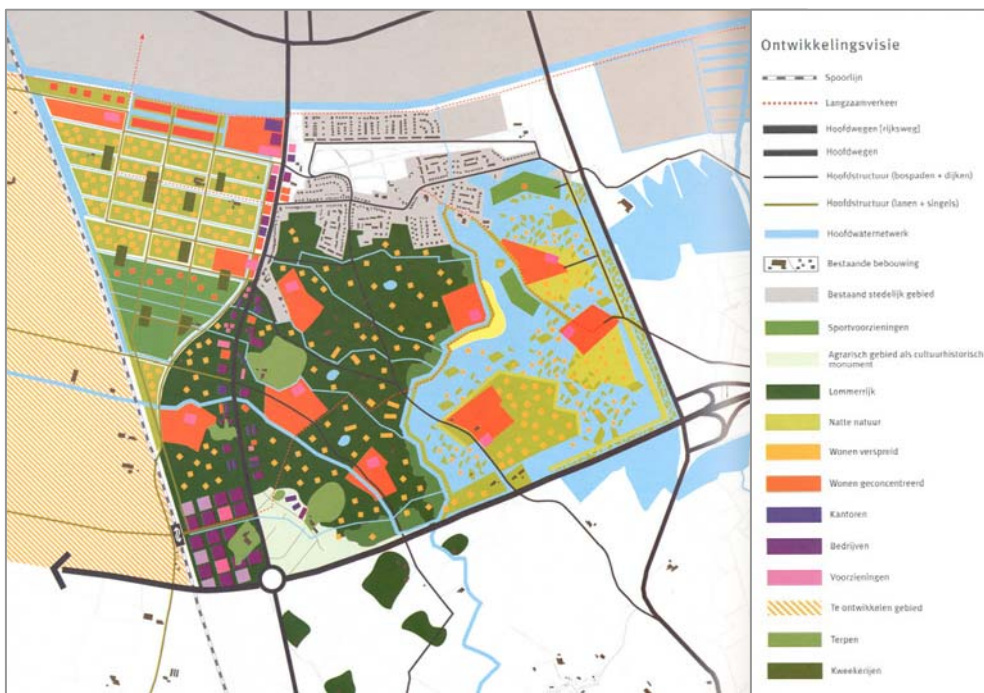 Ontwikkelingsvisie
Spoorlijn
Langzaamverkeer
Hoofdwegen [rijksweg]
Hoofdwegen
Hoofdstructuur (bospaden + dijken)
Hoofdstructuur (lanen + singels)
Hoofdwaternetwerk
Bestaande bebouwing
Bestaand stedelijk gebied
Sportvoorzieningen
Agrarisch gebied als cultuurhistorisch
monument
Lommerrijk
Natte natuur
Wonen verspreid
Wonen geconcentreerd
Kantoren
Bedrijven
Voorzieningen
Te ontwikkelen gebied
Terpen
Kweekerijen